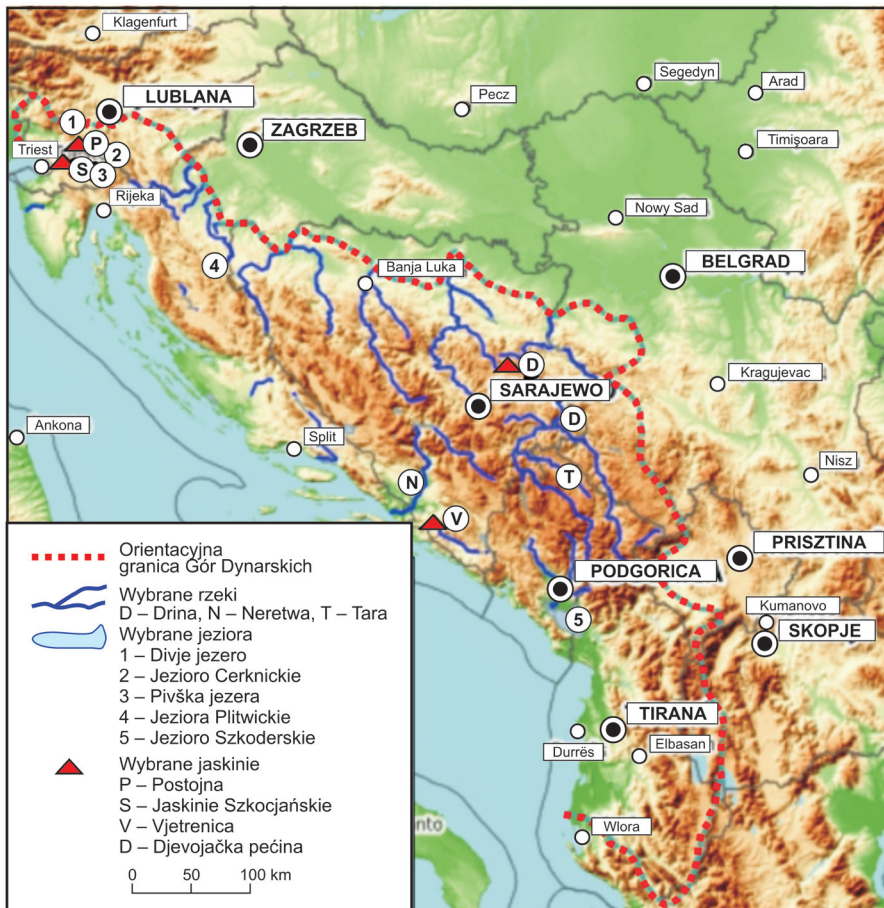 Klagenfurt
Segedyn
Arad
Pecz
LUBLANA
1
ZAGRZEB
P
2
Triest
S
3
Timişoara
Rijeka
Nowy Sad
4
Banja Luka
BELGRAD
D
Kragujevac
SARAJEWO
Ankona
Split
D
T
Nisz
N
V
PRISZTINA
PODGORICA
Kumanovo
5
SKOPJE
TIRANA
Durrës
Elbasan
nto
Wlora
Orientacyjna
granica Gór Dynarskich
Wybrane rzeki
D – Drina, N – Neretwa, T – Tara
Wybrane jeziora
1 – Divje jezero
2 – Jezioro Cerknickie
3 – Pivška jezera
4 – Jeziora Plitwickie
5 – Jezioro Szkoderskie
Wybrane jaskinie
P – Postojna
S – Jaskinie Szkocjańskie
V – Vjetrenica
D – Djevojačka pećina
0 50 100 km